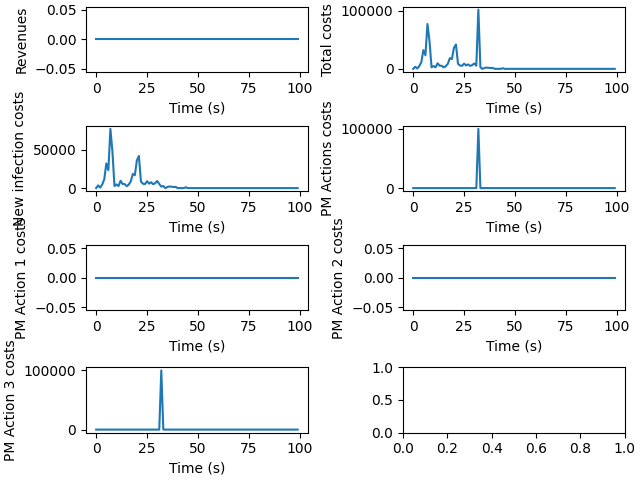 Revenues
0.05
0.00
−0.05
0 25 50 75 100
Time (s)
Total costs
100000
0
0 25 50 75 100
Time (s)
New infection costs
50000
0
0 25 50 75 100
Time (s)
PM Actions costs
100000
0
0 25 50 75 100
Time (s)
PM Action 1 costs
0.05
0.00
−0.05
0 25 50 75 100
Time (s)
PM Action 2 costs
0.05
0.00
−0.05
0 25 50 75 100
Time (s)
PM Action 3 costs
100000
0
0 25 50 75 100
Time (s)
1.0
0.5
0.0
0.0 0.2 0.4 0.6 0.8 1.0